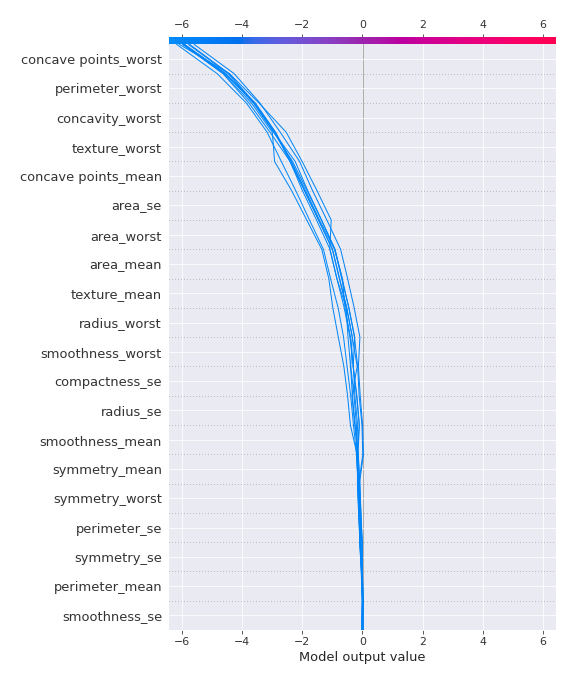 −6 −4 −2 0 2 4 6
concave points_worst
perimeter_worst
concavity_worst
texture_worst
concave points_mean
area_se
area_worst
area_mean
texture_mean
radius_worst
smoothness_worst
compactness_se
radius_se
smoothness_mean
symmetry_mean
symmetry_worst
perimeter_se
symmetry_se
perimeter_mean
smoothness_se
−6 −4 −2 0 2 4 6
Model output value